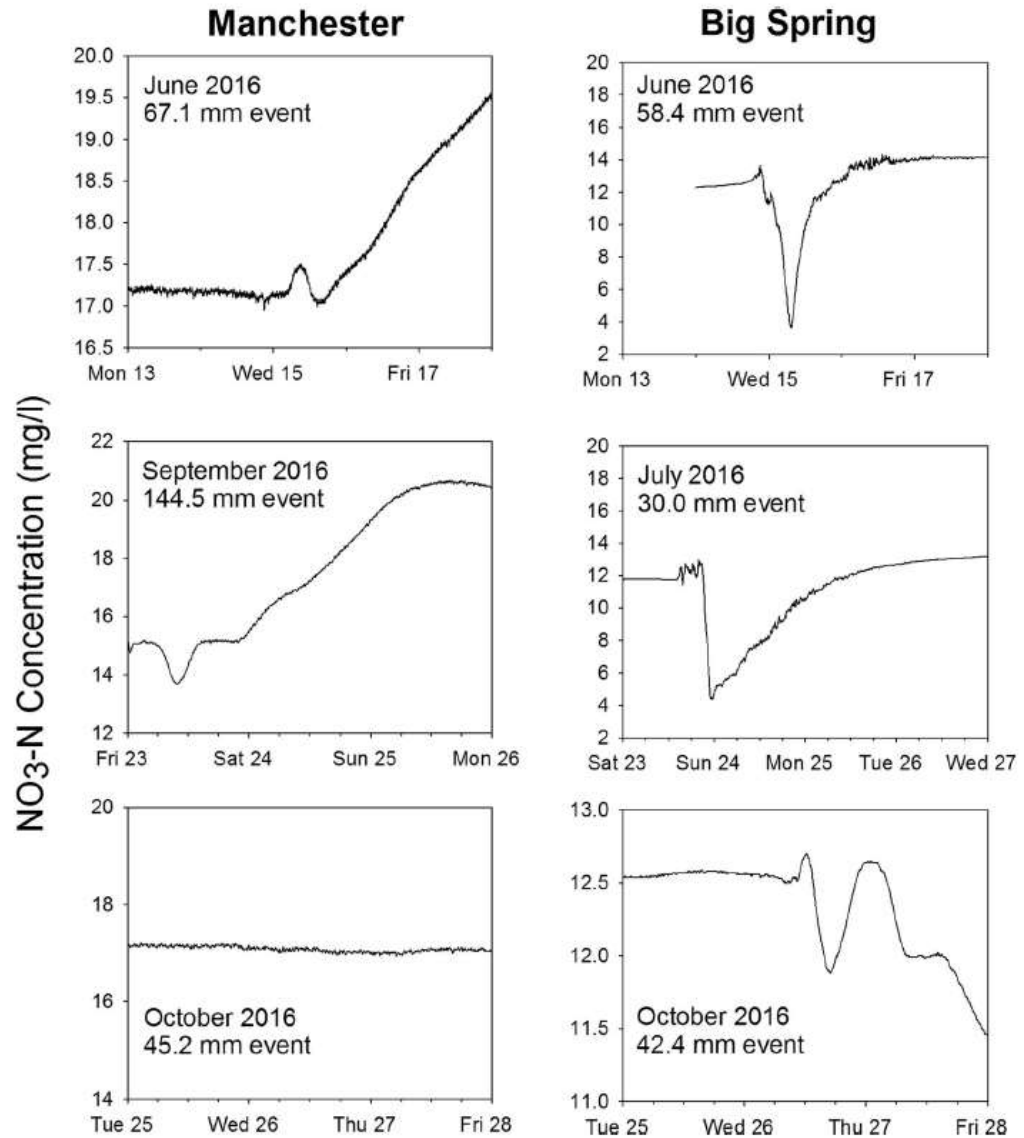 Manchester
Big Spring
NO3-N Concentration (mg/l)
June 2016
67.1 mm event
20.0
19.5
19.0
18.5
18.0
17.5
17.0
16.5
Mon 13 Wed 15 Fri 17
June 2016
58.4 mm event
20
18
16
14
12
10
8
6
4
2
Mon 13 Wed 15 Fri 17
September 2016
144.5 mm event
22
20
18
16
14
12
Fri 23 Sat 24 Sun 25 Mon 26
July 2016
30.0 mm event
20
18
16
14
12
10
8
6
4
2
Sat 23 Sun 24 Mon 25 Tue 26 Wed 27
20
18
16
14
October 2016
45.2 mm event
Tue 25 Wed 26 Thu 27 Fri 28
13.0
12.5
12.0
11.5
11.0
October 2016
42.4 mm event
Tue 25 Wed 26 Thu 27 Fri 28